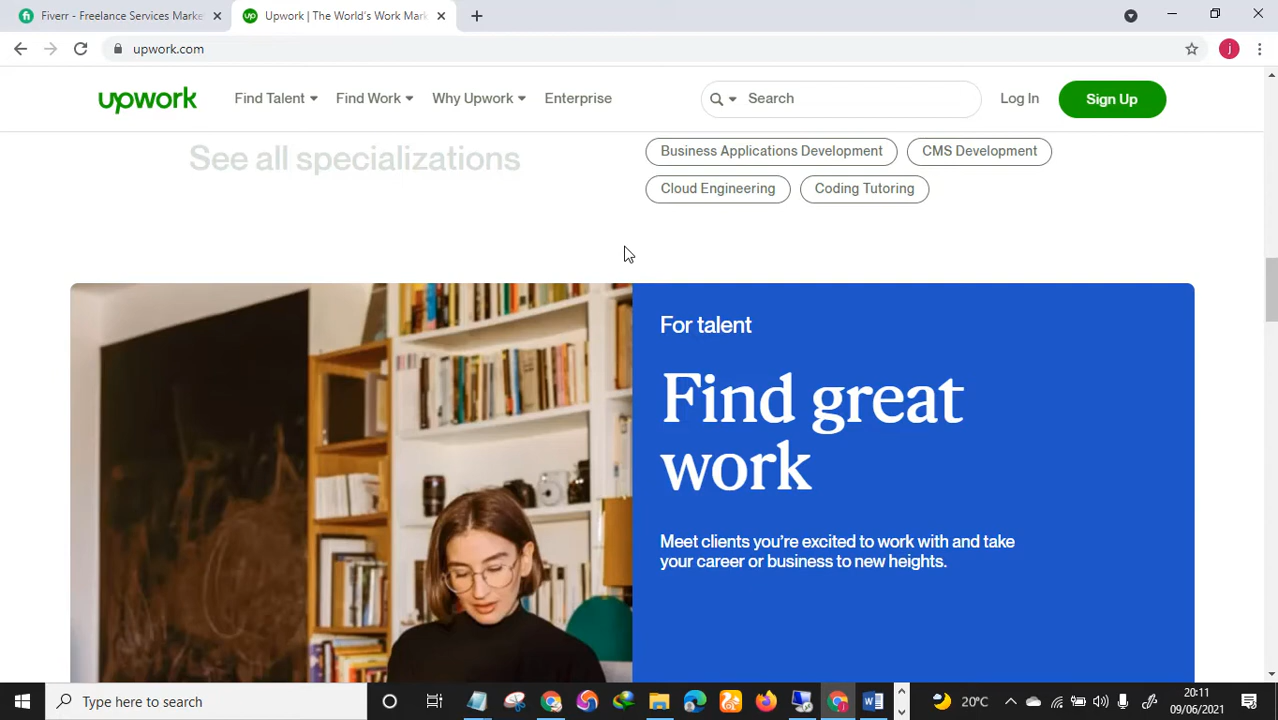 Fiverr - Freelance Services Marke
Upwork | The World's Work Mark
upwork.com
j
upwork
Find Talent
Find Work
Why Upwork
Enterprise
Search
Log In
Sign Up
See all specializations
Business Applications Development
CMS Development
Cloud Engineering
Coding Tutoring
For talent
Find great
work
Meet clients you're excited to work with and take
your career or business to new heights.
Type here to search
20°C
20:11
09/06/2021